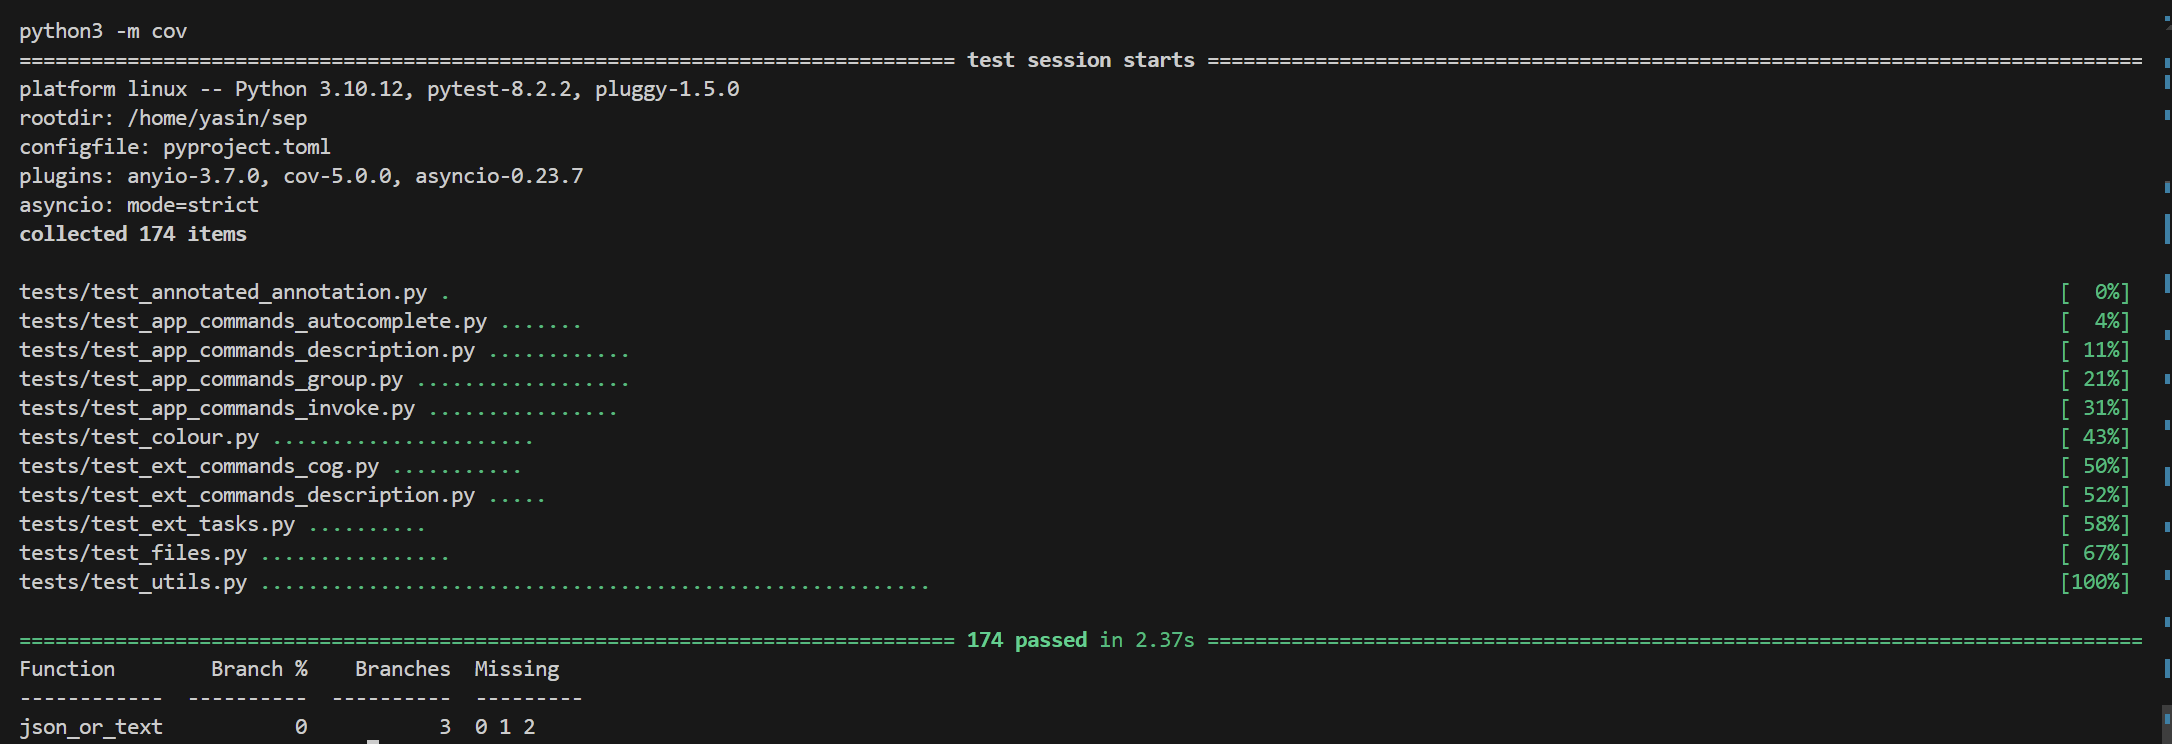 python3 -m cov
============================================================================== test session starts ==============================================================================
platform linux -- Python 3.10.12, pytest-8.2.2, pluggy-1.5.0
rootdir: /home/yasin/sep
configfile: pyproject.toml
plugins: anyio-3.7.0, cov-5.0.0, asyncio-0.23.7
asyncio: mode=strict
collected 174 items
tests/test_annotated_annotation.py . [  0%]
tests/test_app_commands_autocomplete.py ....... [  4%]
tests/test_app_commands_description.py ............ [ 11%]
tests/test_app_commands_group.py .................. [ 21%]
tests/test_app_commands_invoke.py ................ [ 31%]
tests/test_colour.py ...................... [ 43%]
tests/test_ext_commands_cog.py ........... [ 50%]
tests/test_ext_commands_description.py ..... [ 52%]
tests/test_ext_tasks.py .......... [ 58%]
tests/test_files.py ................ [ 67%]
tests/test_utils.py ........................................................ [100%]
============================================================================== 174 passed in 2.37s ==============================================================================
Function        Branch %    Branches  Missing
------------  ----------  ----------  ---------
json_or_text           0           3  0 1 2